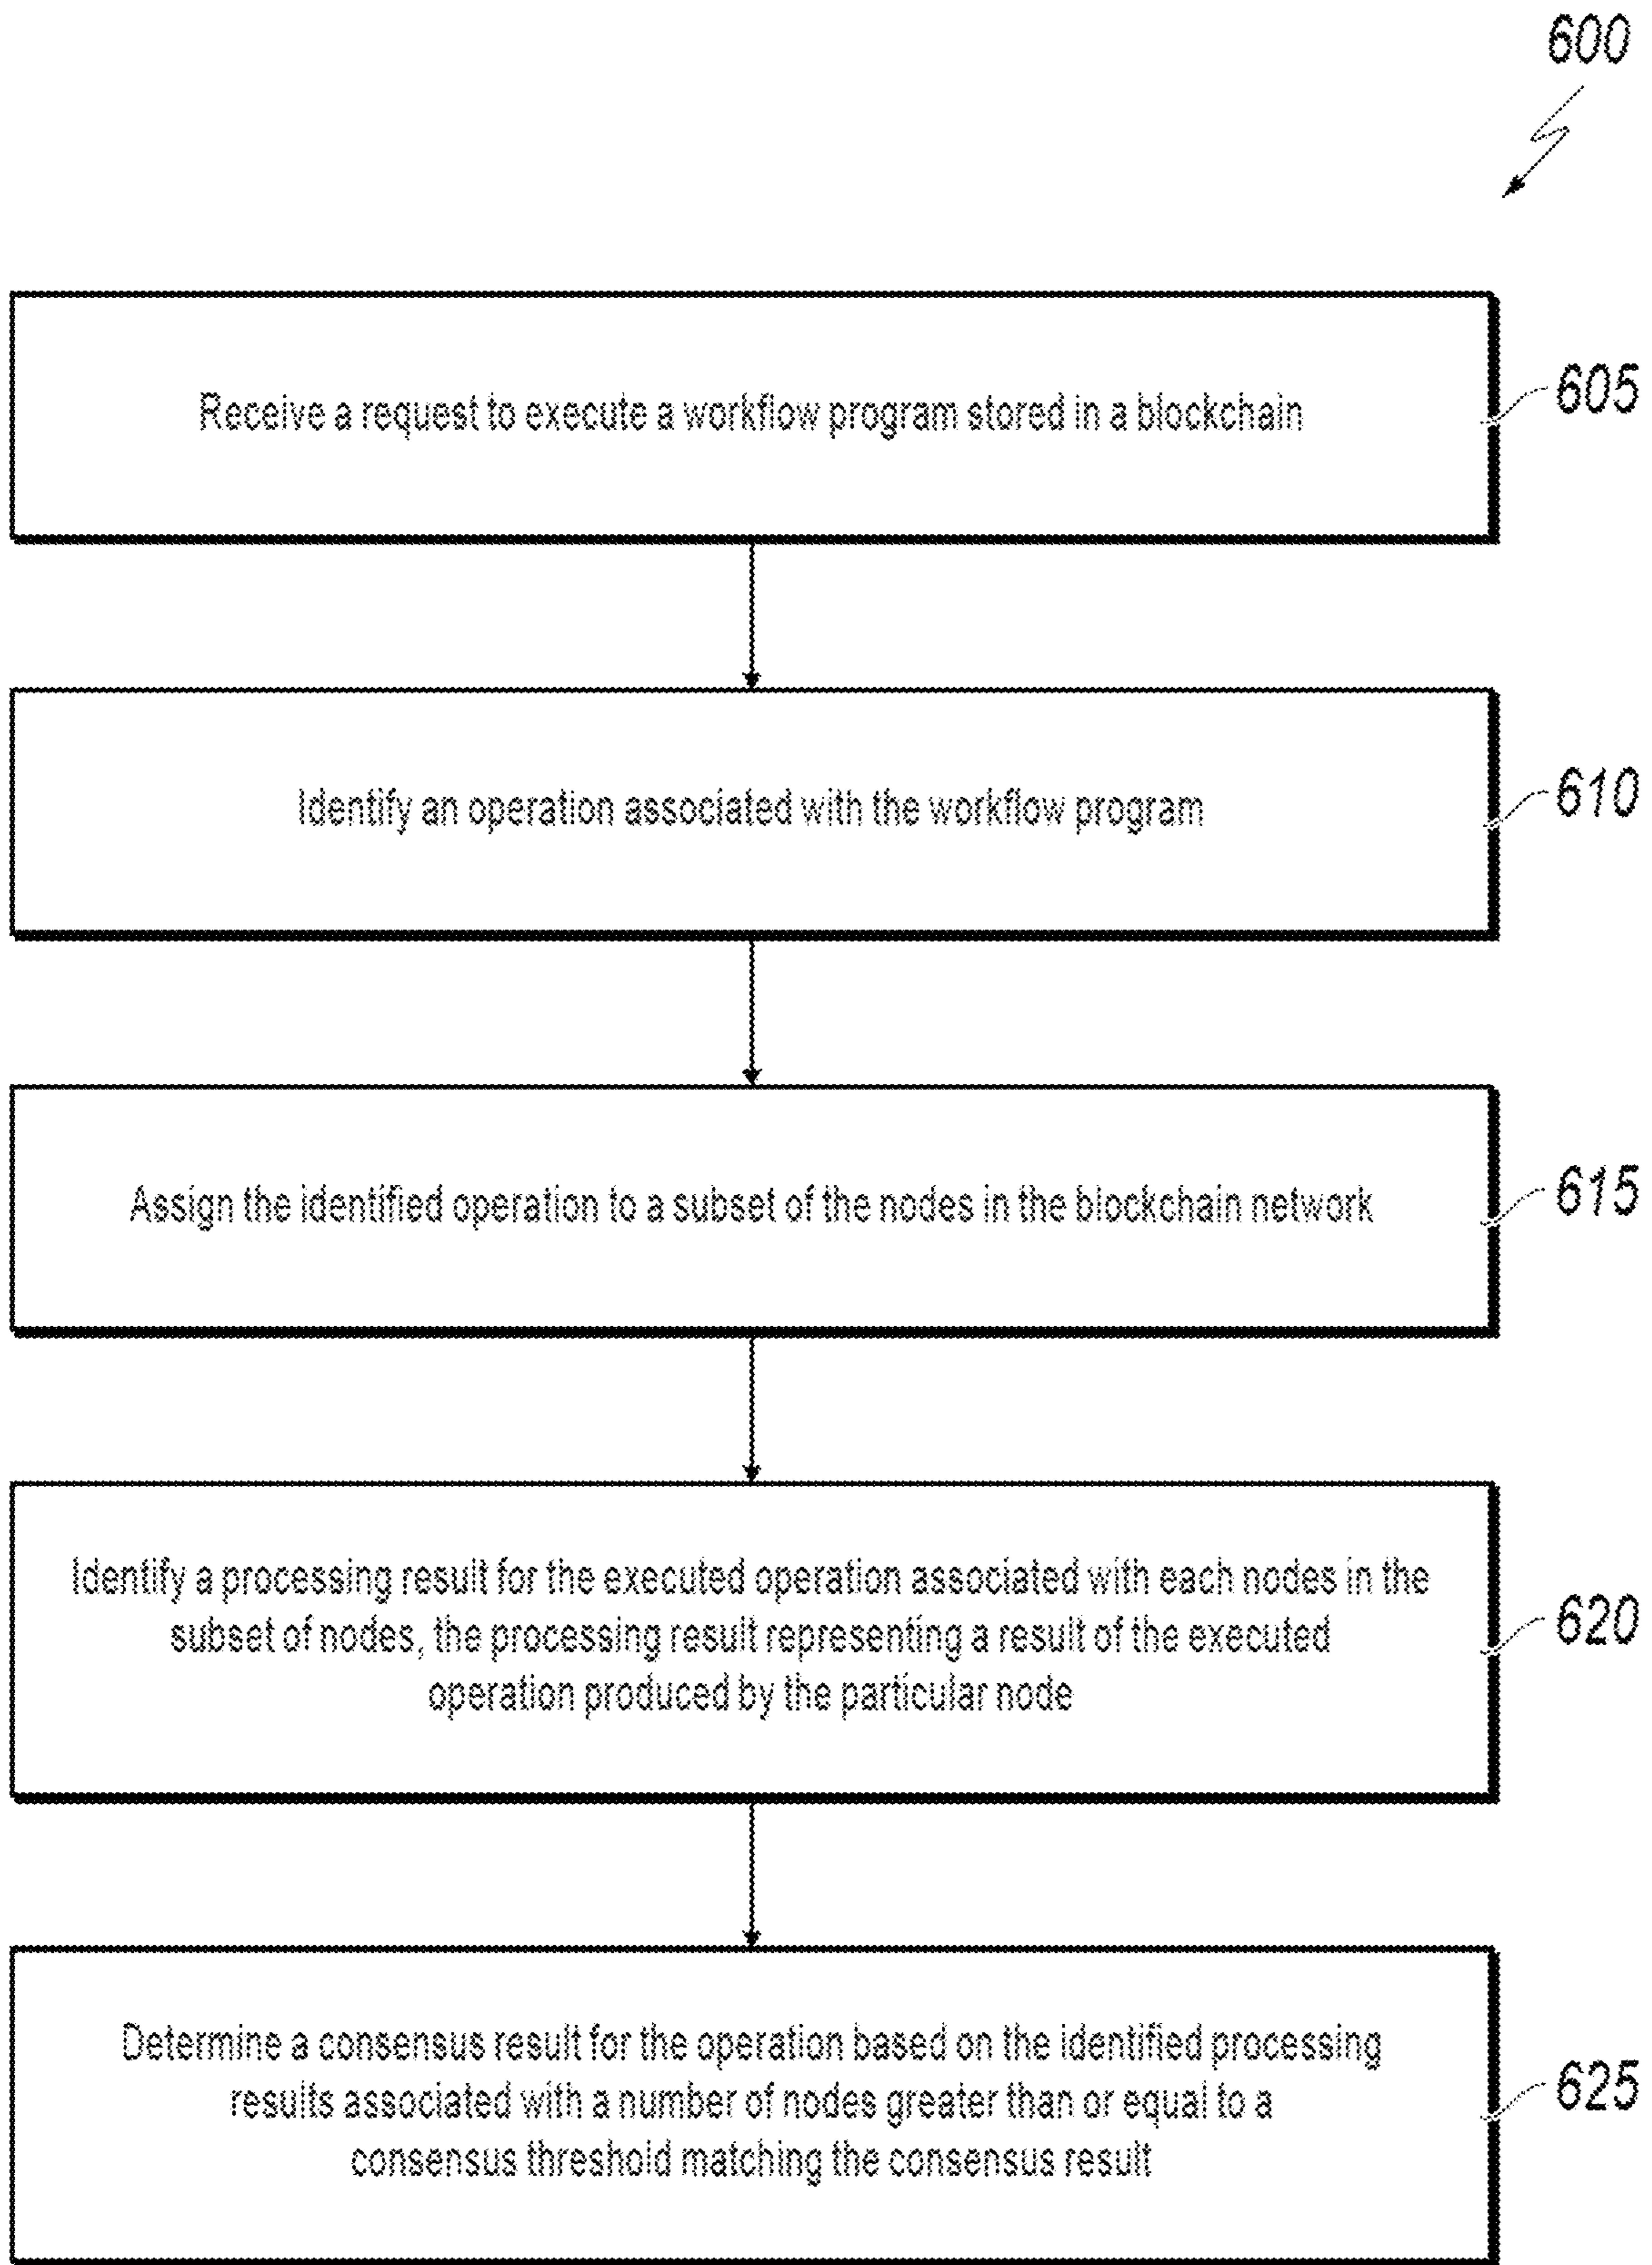 600
Receive a request to execute a workflow program stored in a blockchain
605
Identify an operation associated with the workflow program
610
Assign the identified operation to a subset of the nodes in the blockchain network
615
Identify a processing result for the executed operation associated with each nodes in the
subset of nodes, the processing result representing a result of the executed
operation produced by the particular node
620
Determine a consensus result for the operation based on the identified processing
results associated with a number of nodes greater than or equal to a
consensus threshold matching the consensus result
625